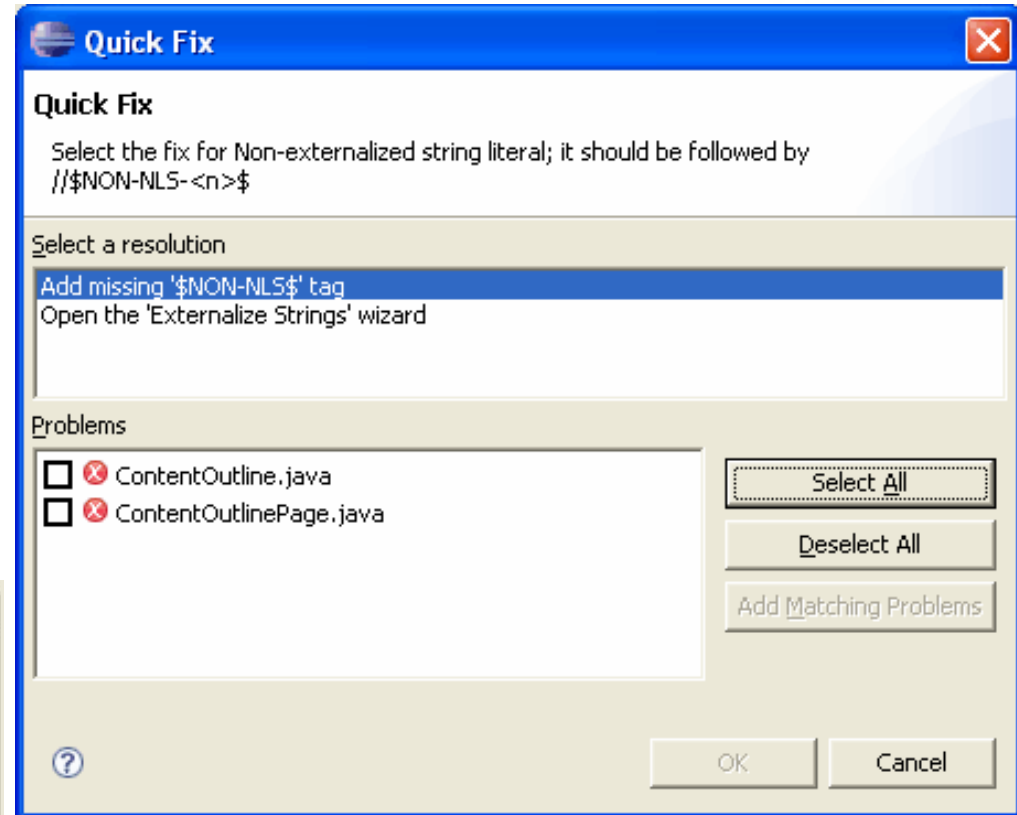 Quick Fix
Quick Fix
Select the fix for Non-externalized string literal; it should be followed by
//$NON-NLS-<n>$
Select a resolution
Add missing '$NON-NLS$' tag
Open the 'Externalize Strings' wizard
Problems
ContentOutline.java
ContentOutlinePage.java
Select All
Deselect All
Add Matching Problems
?
OK
Cancel